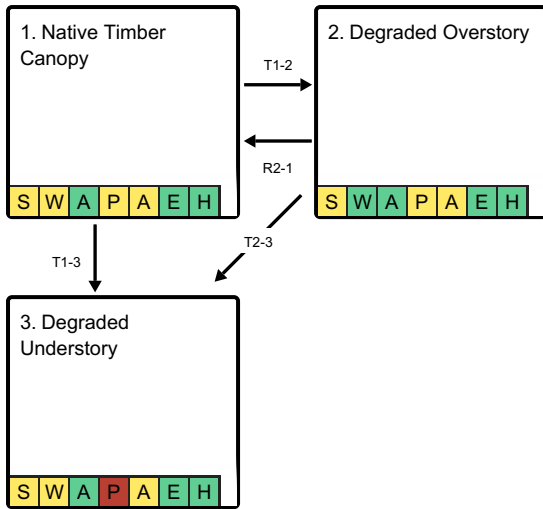 1. Native Timber
Canopy
2. Degraded Overstory
T1-2
R2-1
S W A P A E H
S W A P A E H
T1-3
T2-3
3. Degraded
Understory
S W A P A E H